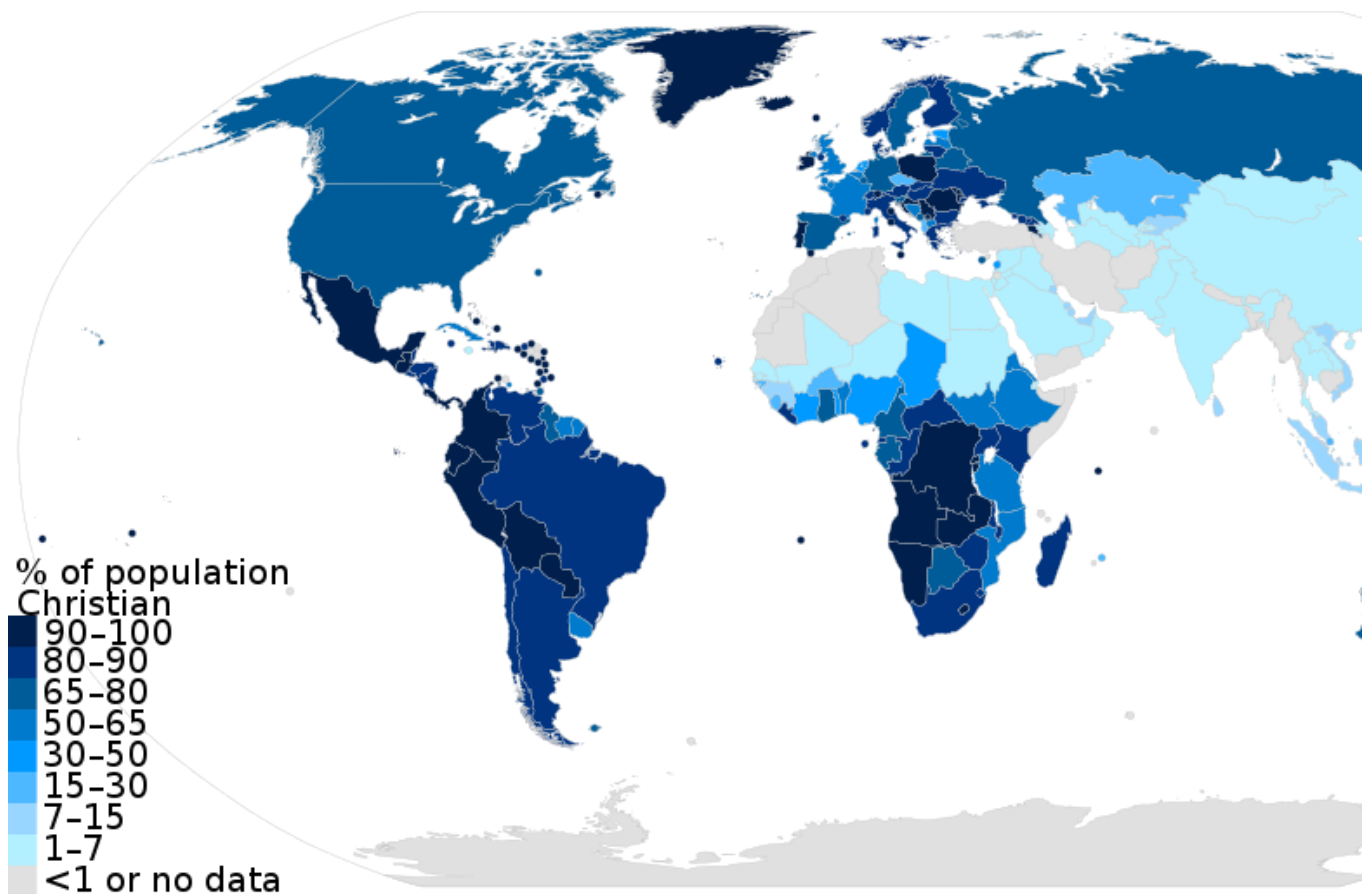 % of population
Christian
90–100
80–90
65–80
50–65
30–50
15–30
7–15
1–7
<1 or no data